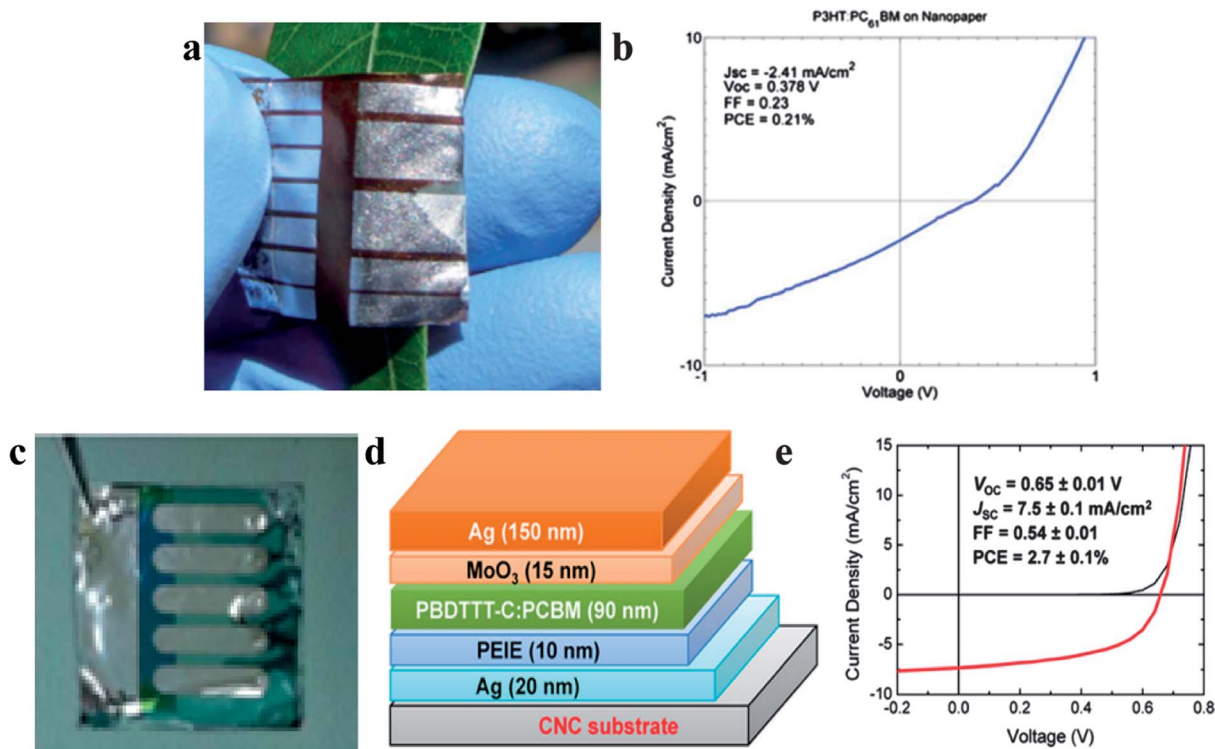 a
b
P3HT:PC61BM on Nanopaper
Jsc = -2.41 mA/cm²
Voc = 0.378 V
FF = 0.23
PCE = 0.21%
Current Density (mA/cm²)
10
0
-10
-1
0
1
Voltage (V)
c
d
Ag (150 nm)
MoO₃ (15 nm)
PBDTTT-C:PCBM (90 nm)
PEIE (10 nm)
Ag (20 nm)
CNC substrate
e
VOC = 0.65 ± 0.01 V
JSC = 7.5 ± 0.1 mA/cm²
FF = 0.54 ± 0.01
PCE = 2.7 ± 0.1%
Current Density (mA/cm²)
15
10
5
0
-5
-10
-0.2
0.0
0.2
0.4
0.6
0.8
Voltage (V)